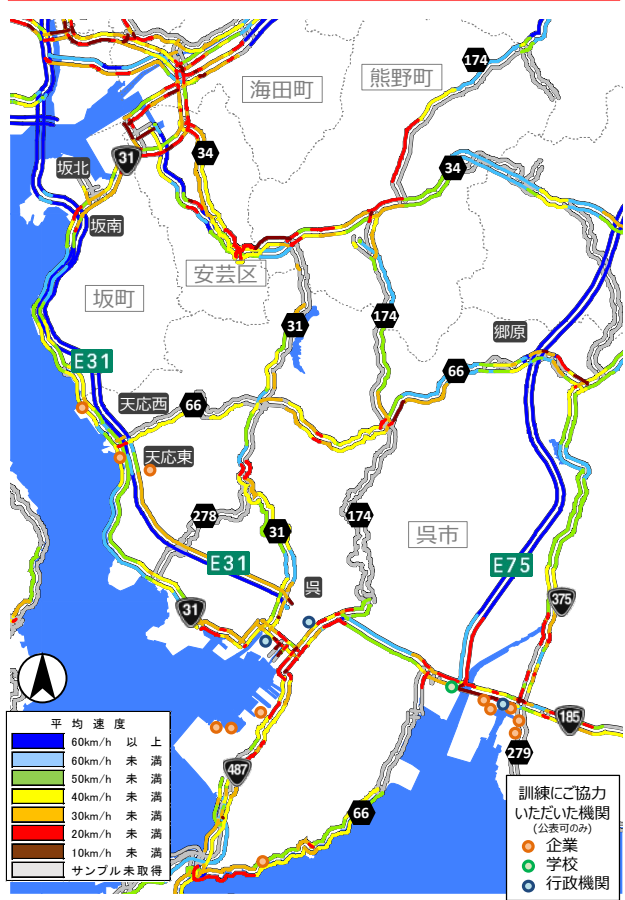 174
熊野町
海田町
31
34
坂北
34
坂南
安芸区
坂町
174
31
郷原
E31
66
天応西
66
天応東
278
174
31
呉市
E31
E75
呉
375
31
185
279
487
66
平均速度
60km/h 以上
60km/h 未満
50km/h 未満
40km/h 未満
30km/h 未満
20km/h 未満
10km/h 未満
サンプル未取得
訓練にご協力
いただいた機関
(公表可のみ)
企業
学校
行政機関